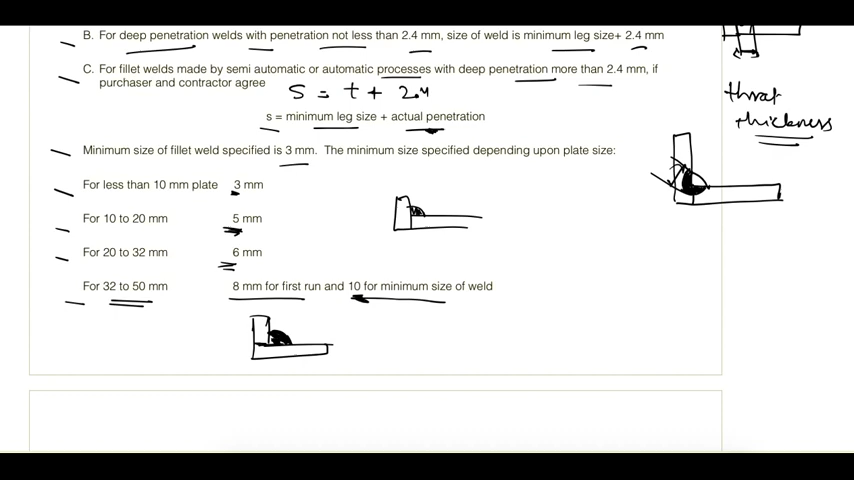 B. For deep penetration welds with penetration not less than 2.4 mm, size of weld is minimum leg size+ 2.4 mm
C. For fillet welds made by semi automatic or automatic processes with deep penetration more than 2.4 mm, if
purchaser and contractor agree
S = t + 2.4
s = minimum leg size + actual penetration
throat
thickness
Minimum size of fillet weld specified is 3 mm. The minimum size specified depending upon plate size:
For less than 10 mm plate 3 mm
For 10 to 20 mm 5 mm
For 20 to 32 mm 6 mm
For 32 to 50 mm 8 mm for first run and 10 for minimum size of weld